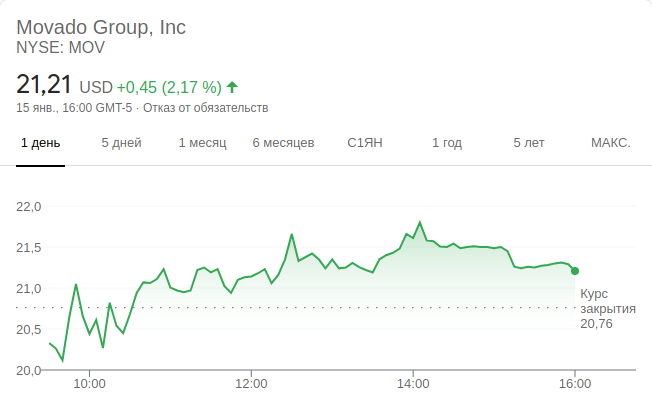 Movado Group, Inc
NYSE: MOV
21,21 USD +0,45 (2,17 %)
15 янв., 16:00 GMT-5 · Отказ от обязательств
1 день 5 дней 1 месяц 6 месяцев С1ЯН 1 год 5 лет МАКС.
22,0
21,5
21,0
Курс
закрытия
20,76
20,5
20,0
10:00 12:00 14:00 16:00